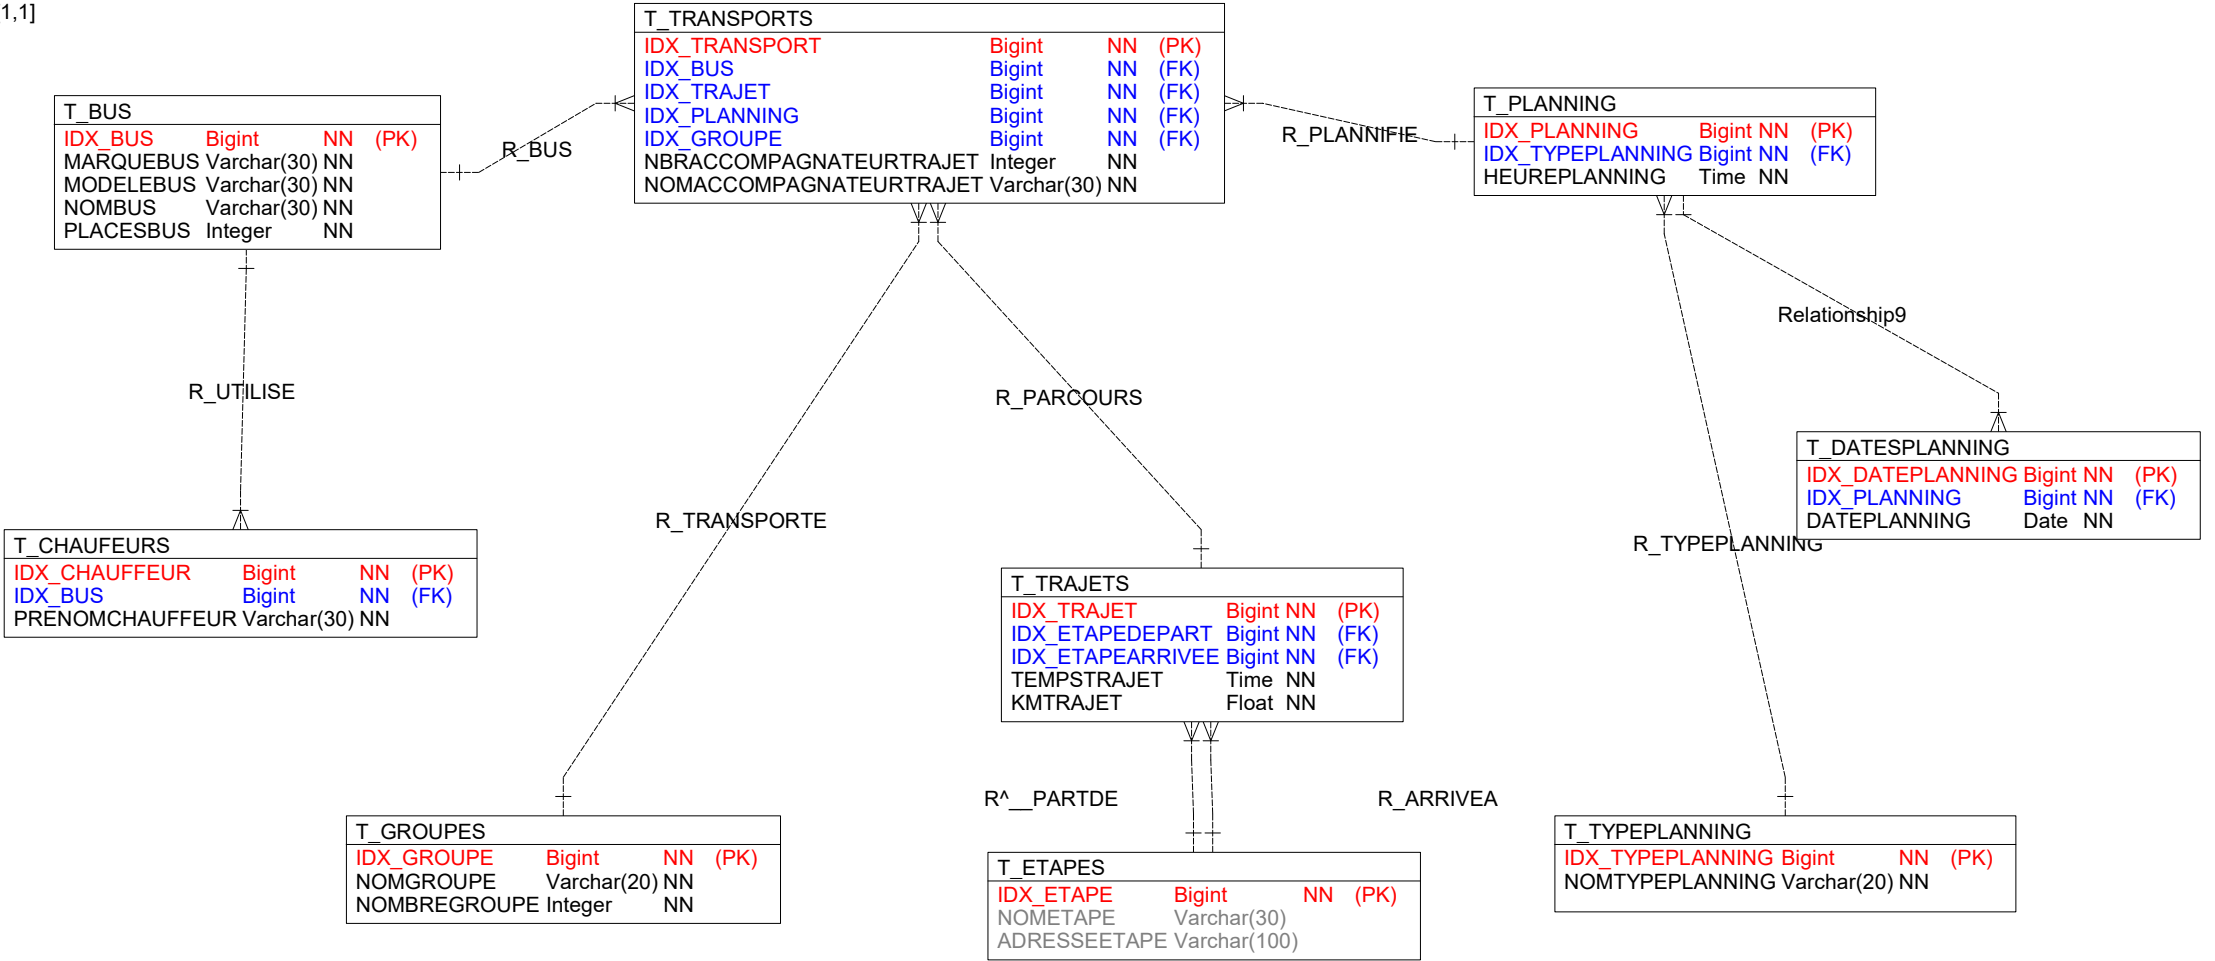 1,1]
T_TRANSPORTS
IDX_TRANSPORT Bigint NN (PK)
IDX_BUS Bigint NN (FK)
IDX_TRAJET Bigint NN (FK)
IDX_PLANNING Bigint NN (FK)
IDX_GROUPE Bigint NN (FK)
NBRACCOMPAGNATEURTRAJET Integer NN
NOMACCOMPAGNATEURTRAJET Varchar(30) NN
T_BUS
IDX_BUS Bigint NN (PK)
MARQUEBUS Varchar(30) NN
MODELEBUS Varchar(30) NN
NOMBUS Varchar(30) NN
PLACESBUS Integer NN
R_BUS
R_PLANNIFIE
T_PLANNING
IDX_PLANNING Bigint NN (PK)
IDX_TYPEPLANNING Bigint NN (FK)
HEUREPLANNING Time NN
Relationship9
R_UTILISE
R_PARCOURS
T_DATESPLANNING
IDX_DATEPLANNING Bigint NN (PK)
IDX_PLANNING Bigint NN (FK)
DATEPLANNING Date NN
R_TRANSPORTE
R_TYPEPLANNING
T_CHAUFEURS
IDX_CHAUFFEUR Bigint NN (PK)
IDX_BUS Bigint NN (FK)
PRENOMCHAUFFEUR Varchar(30) NN
T_TRAJETS
IDX_TRAJET Bigint NN (PK)
IDX_ETAPEDEPART Bigint NN (FK)
IDX_ETAPEARRIVEE Bigint NN (FK)
TEMPSTRAJET Time NN
KMTRAJET Float NN
R^__PARTDE
R_ARRIVEA
T_GROUPES
IDX_GROUPE Bigint NN (PK)
NOMGROUPE Varchar(20) NN
NOMBREGROUPE Integer NN
T_ETAPES
IDX_ETAPE Bigint NN (PK)
NOMETAPE Varchar(30)
ADRESSEETAPE Varchar(100)
T_TYPEPLANNING
IDX_TYPEPLANNING Bigint NN (PK)
NOMTYPEPLANNING Varchar(20) NN